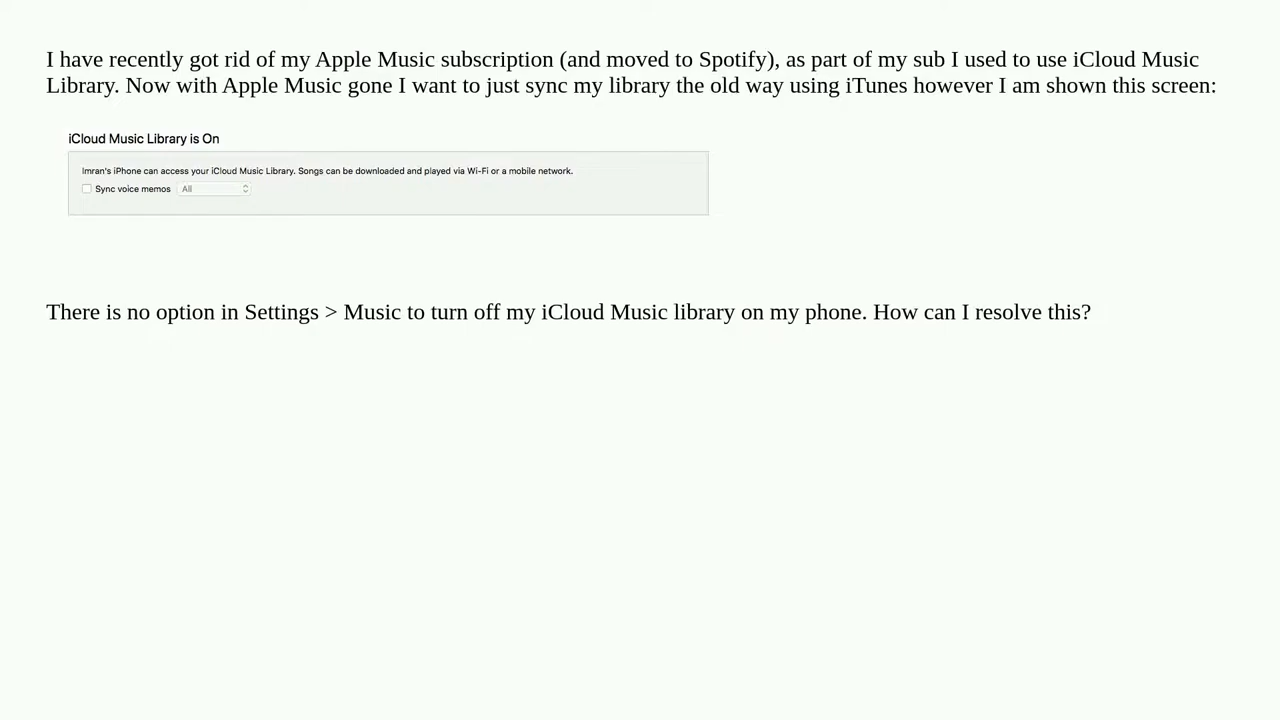 I have recently got rid of my Apple Music subscription (and moved to Spotify), as part of my sub I used to use iCloud Music
Library. Now with Apple Music gone I want to just sync my library the old way using iTunes however I am shown this screen:
iCloud Music Library is On
Imran's iPhone can access your iCloud Music Library. Songs can be downloaded and played via Wi-Fi or a mobile network.
Sync voice memos All
There is no option in Settings > Music to turn off my iCloud Music library on my phone. How can I resolve this?